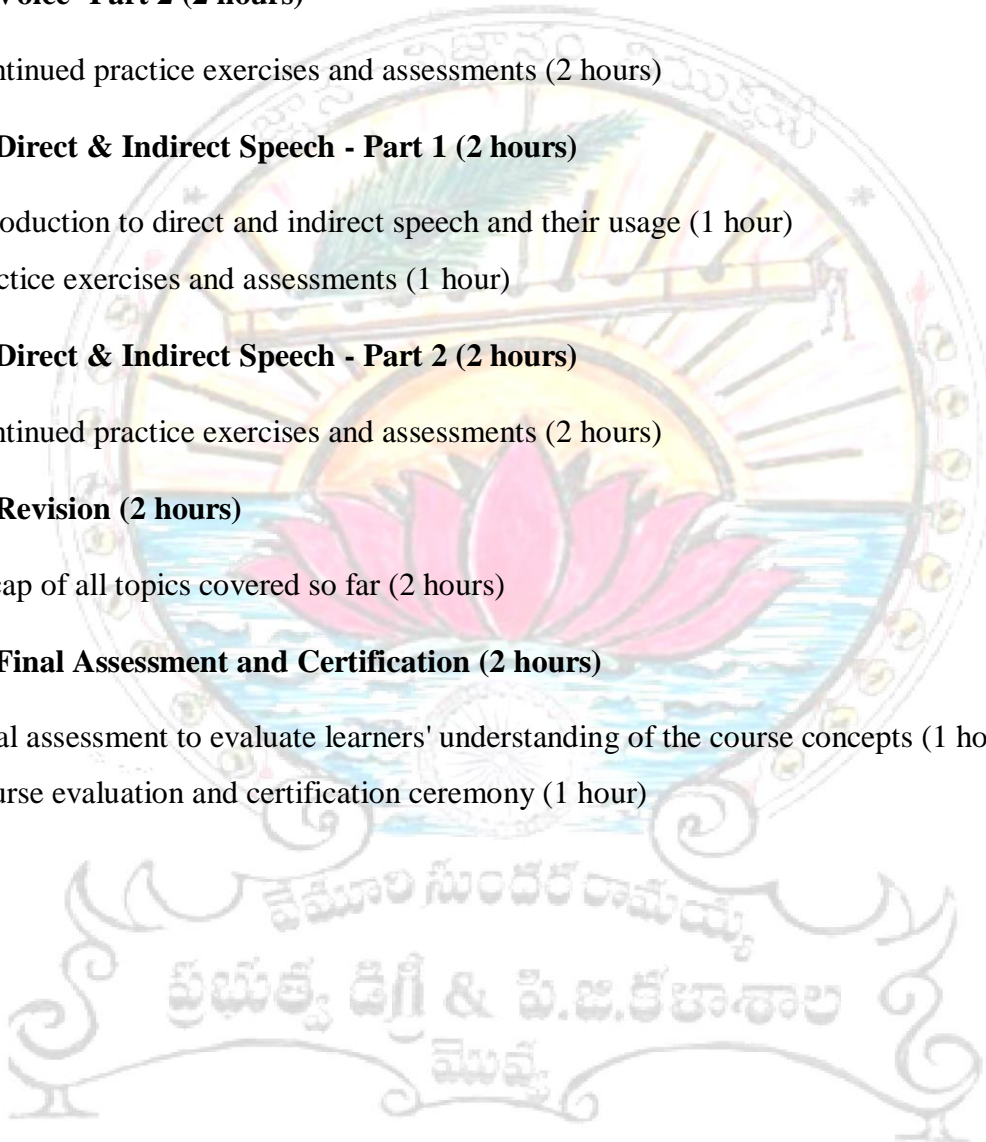 Voice- Part 2 (2 hours)
ntinued practice exercises and assessments (2 hours)
Direct & Indirect Speech - Part 1 (2 hours)
oduction to direct and indirect speech and their usage (1 hour)
ctice exercises and assessments (1 hour)
Direct & Indirect Speech - Part 2 (2 hours)
ntinued practice exercises and assessments (2 hours)
Revision (2 hours)
cap of all topics covered so far (2 hours)
Final Assessment and Certification (2 hours)
al assessment to evaluate learners' understanding of the course concepts (1 ho
urse evaluation and certification ceremony (1 hour)
వేమూరి సుందర రామయ్య
ప్రభుత్వ డిగ్రీ & పి.జి.కళాశాల
మొవ్వ